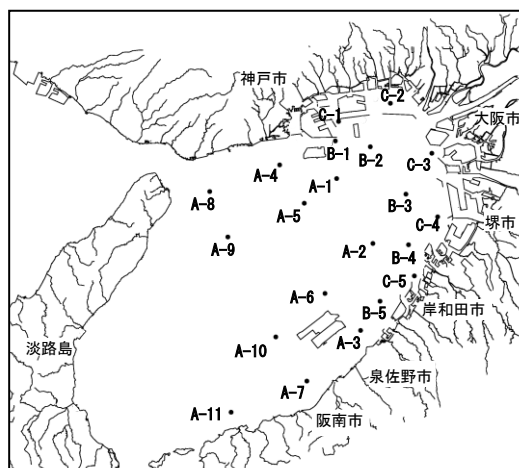 神戸市
C-2
C-1
大阪市
B-1
B-2
C-3
A-4
A-1
A-8
A-5
B-3
C-4
堺市
A-9
A-2
B-4
C-5
A-6
B-5
岸和田市
A-3
淡路島
A-10
泉佐野市
A-7
A-11
阪南市